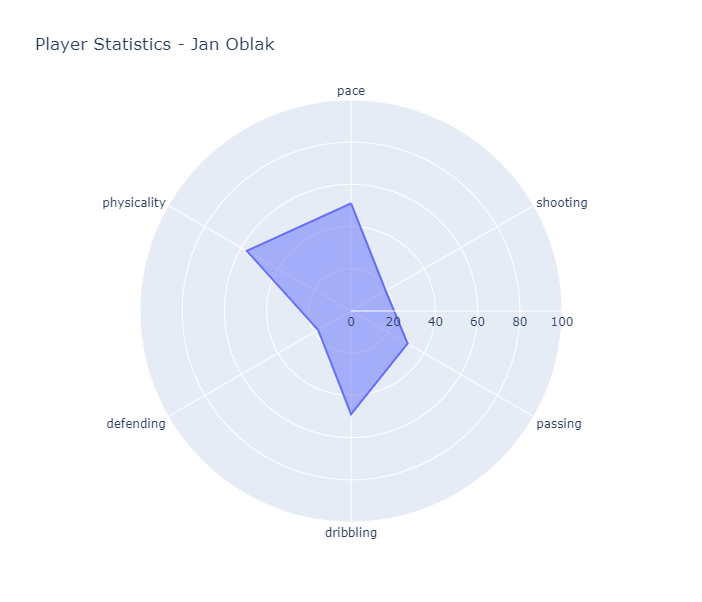 Player Statistics - Jan Oblak
pace
physicality
shooting
0 20 40 60 80 100
defending
passing
dribbling